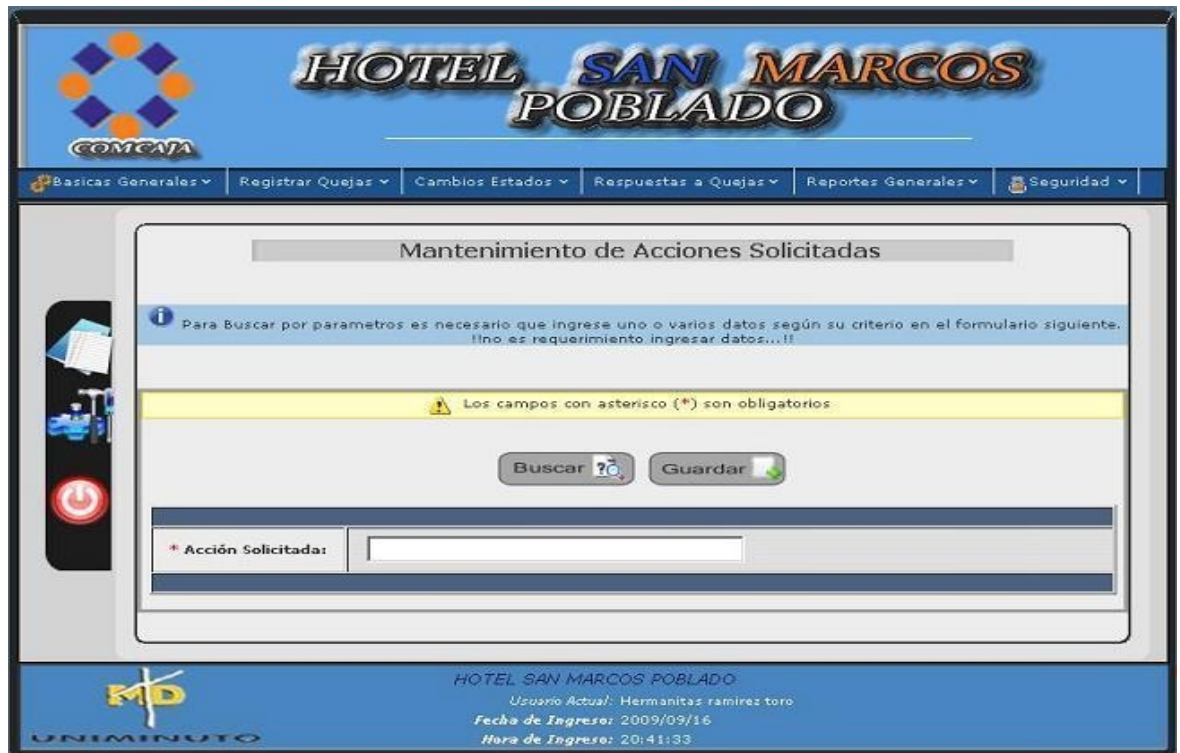 HOTEL SAN MARCOS
POBLADO
COMCAJA
Basicas Generales Registrar Quejas Cambios Estados Respuestas a Quejas Reportes Generales Seguridad
Mantenimiento de Acciones Solicitadas
Para Buscar por parametros es necesario que ingrese uno o varios datos según su criterio en el formulario siguiente.
!!no es requerimiento ingresar datos...!!
Los campos con asterisco (*) son obligatorios
Buscar Guardar
* Acción Solicitada:
HOTEL SAN MARCOS POBLADO
Usuario Actual: Hermanitas ramirez toro
Fecha de Ingreso: 2009/09/16
Hora de Ingreso: 20:41:33
MD
UNIMINUTO